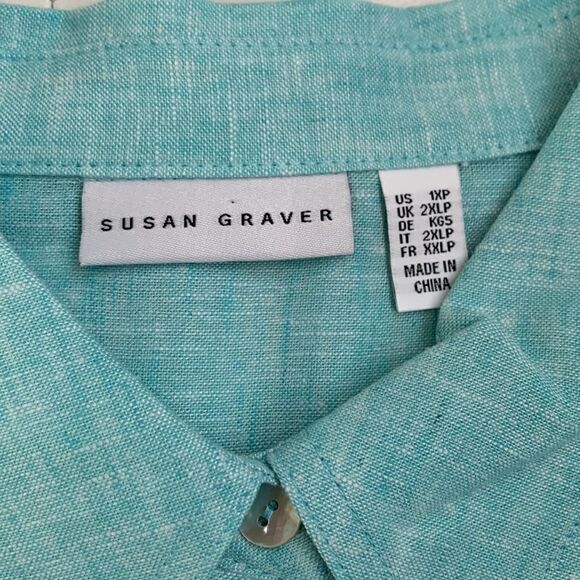 SUSAN GRAVER
US 1XP
UK 2XLP
DE KG5
IT 2XLP
FR XXLP
MADE IN
CHINA